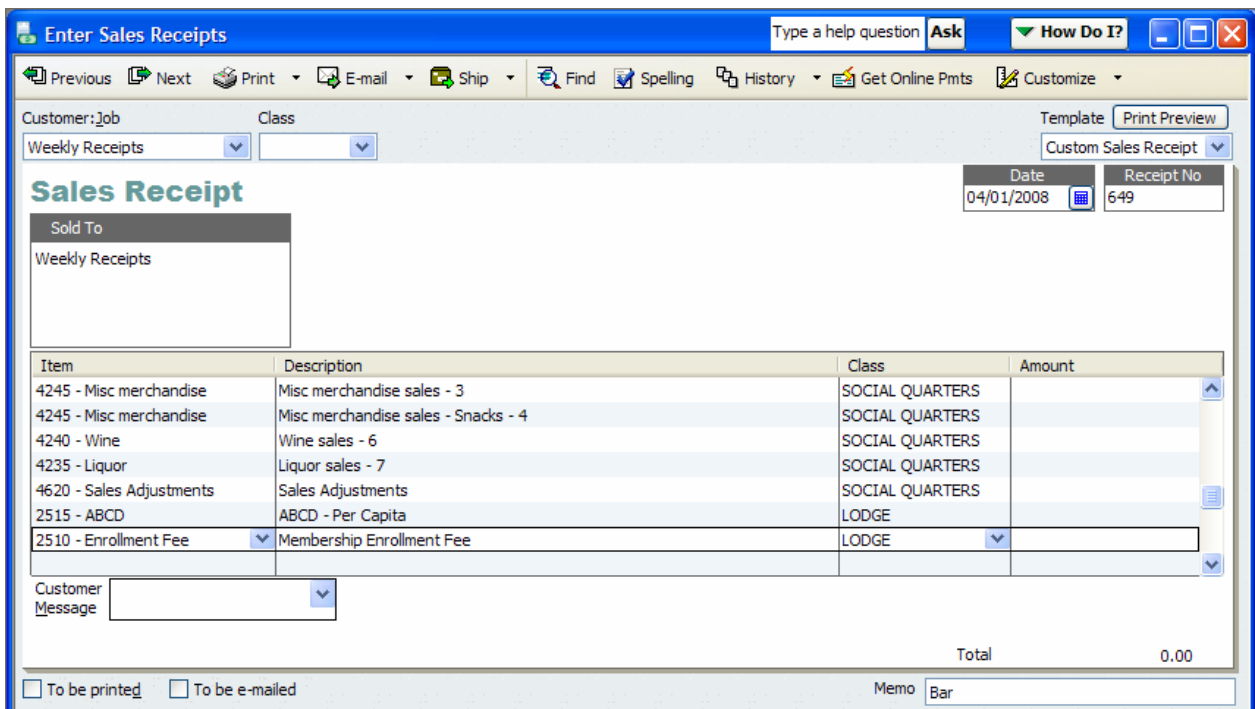 Enter Sales Receipts Type a help question Ask How Do I?
Previous Next Print E-mail Ship Find Spelling History Get Online Pmts Customize
Customer:Job Class Template Print Preview
Weekly Receipts Custom Sales Receipt
Sales Receipt Date Receipt No
04/01/2008 649
Sold To
Weekly Receipts
Item Description Class Amount
4245 - Misc merchandise Misc merchandise sales - 3 SOCIAL QUARTERS
4245 - Misc merchandise Misc merchandise sales - Snacks - 4 SOCIAL QUARTERS
4240 - Wine Wine sales - 6 SOCIAL QUARTERS
4235 - Liquor Liquor sales - 7 SOCIAL QUARTERS
4620 - Sales Adjustments Sales Adjustments SOCIAL QUARTERS
2515 - ABCD ABCD - Per Capita LODGE
2510 - Enrollment Fee Membership Enrollment Fee LODGE
Customer
Message
Total 0.00
To be printed To be e-mailed Memo Bar